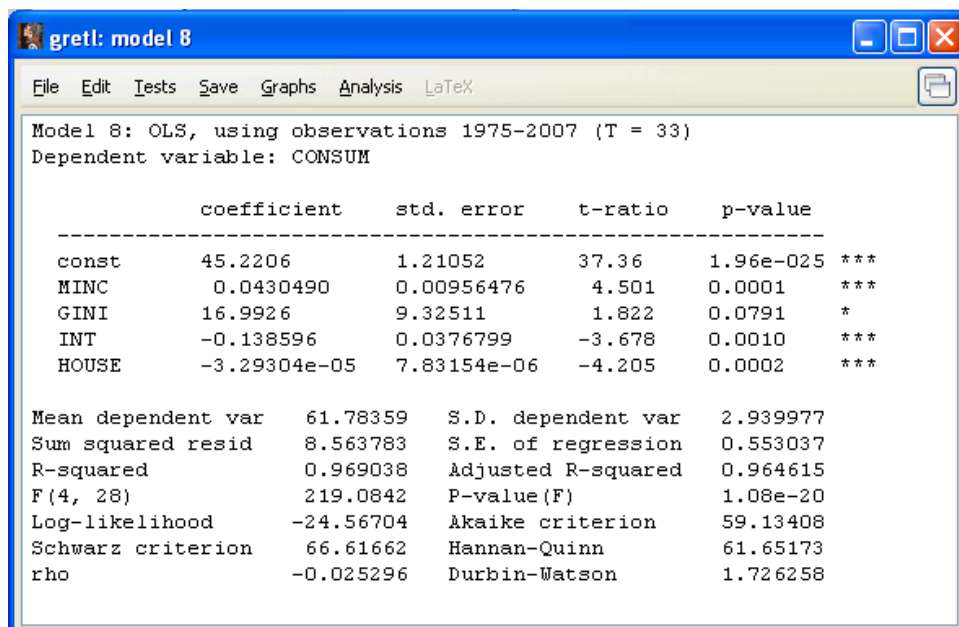 gretl: model 8
File Edit Tests Save Graphs Analysis LaTeX
Model 8: OLS, using observations 1975-2007 (T = 33)
Dependent variable: CONSUM
coefficient std. error t-ratio p-value
-------------------------------------------------------------
const 45.2206 1.21052 37.36 1.96e-025 ***
MINC 0.0430490 0.00956476 4.501 0.0001 ***
GINI 16.9926 9.32511 1.822 0.0791 *
INT -0.138596 0.0376799 -3.678 0.0010 ***
HOUSE -3.29304e-05 7.83154e-06 -4.205 0.0002 ***
Mean dependent var 61.78359 S.D. dependent var 2.939977
Sum squared resid 8.563783 S.E. of regression 0.553037
R-squared 0.969038 Adjusted R-squared 0.964615
F(4, 28) 219.0842 P-value(F) 1.08e-20
Log-likelihood -24.56704 Akaike criterion 59.13408
Schwarz criterion 66.61662 Hannan-Quinn 61.65173
rho -0.025296 Durbin-Watson 1.726258